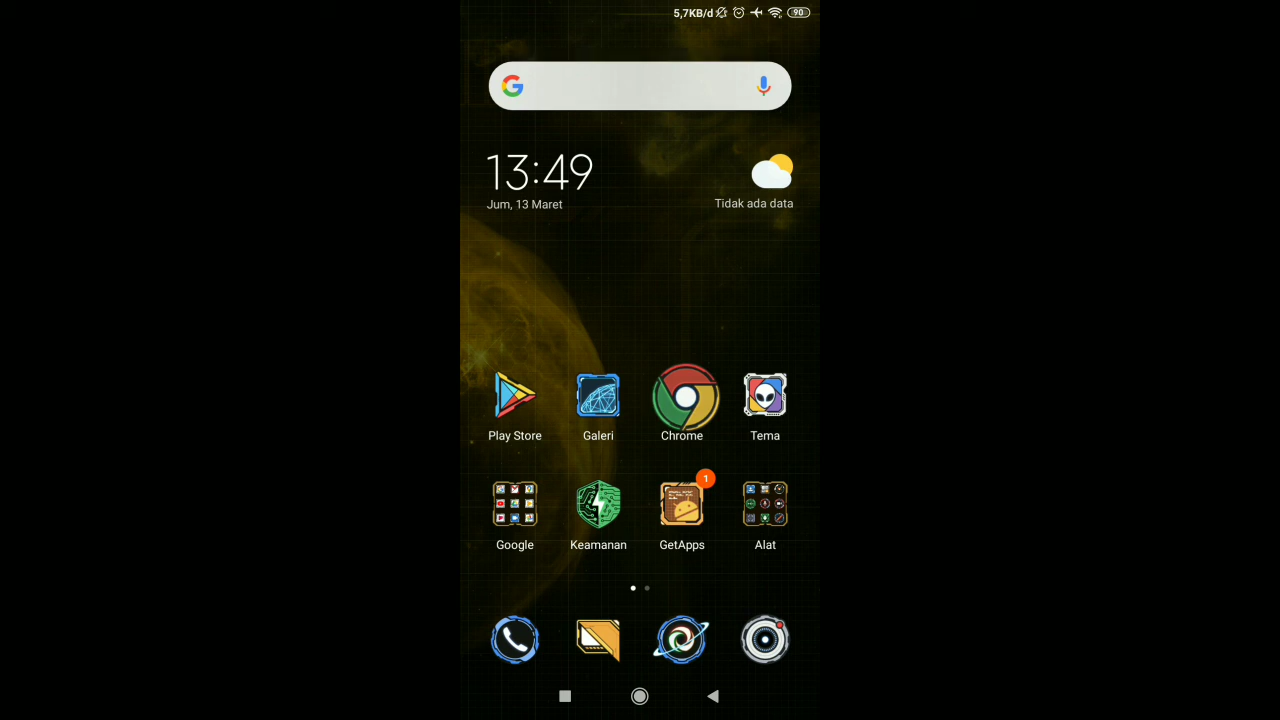 5,7KB/d 90
13:49
Jum, 13 Maret
Tidak ada data
Play Store Galeri Chrome Tema
1
Google Keamanan GetApps Alat